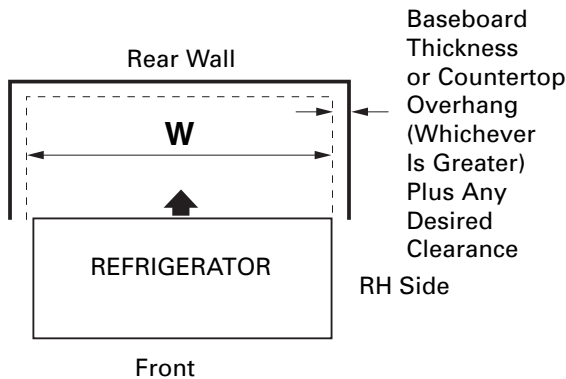 Rear Wall
W
Baseboard
Thickness
or Countertop
Overhang
(Whichever
Is Greater)
Plus Any
Desired
Clearance
REFRIGERATOR
RH Side
Front